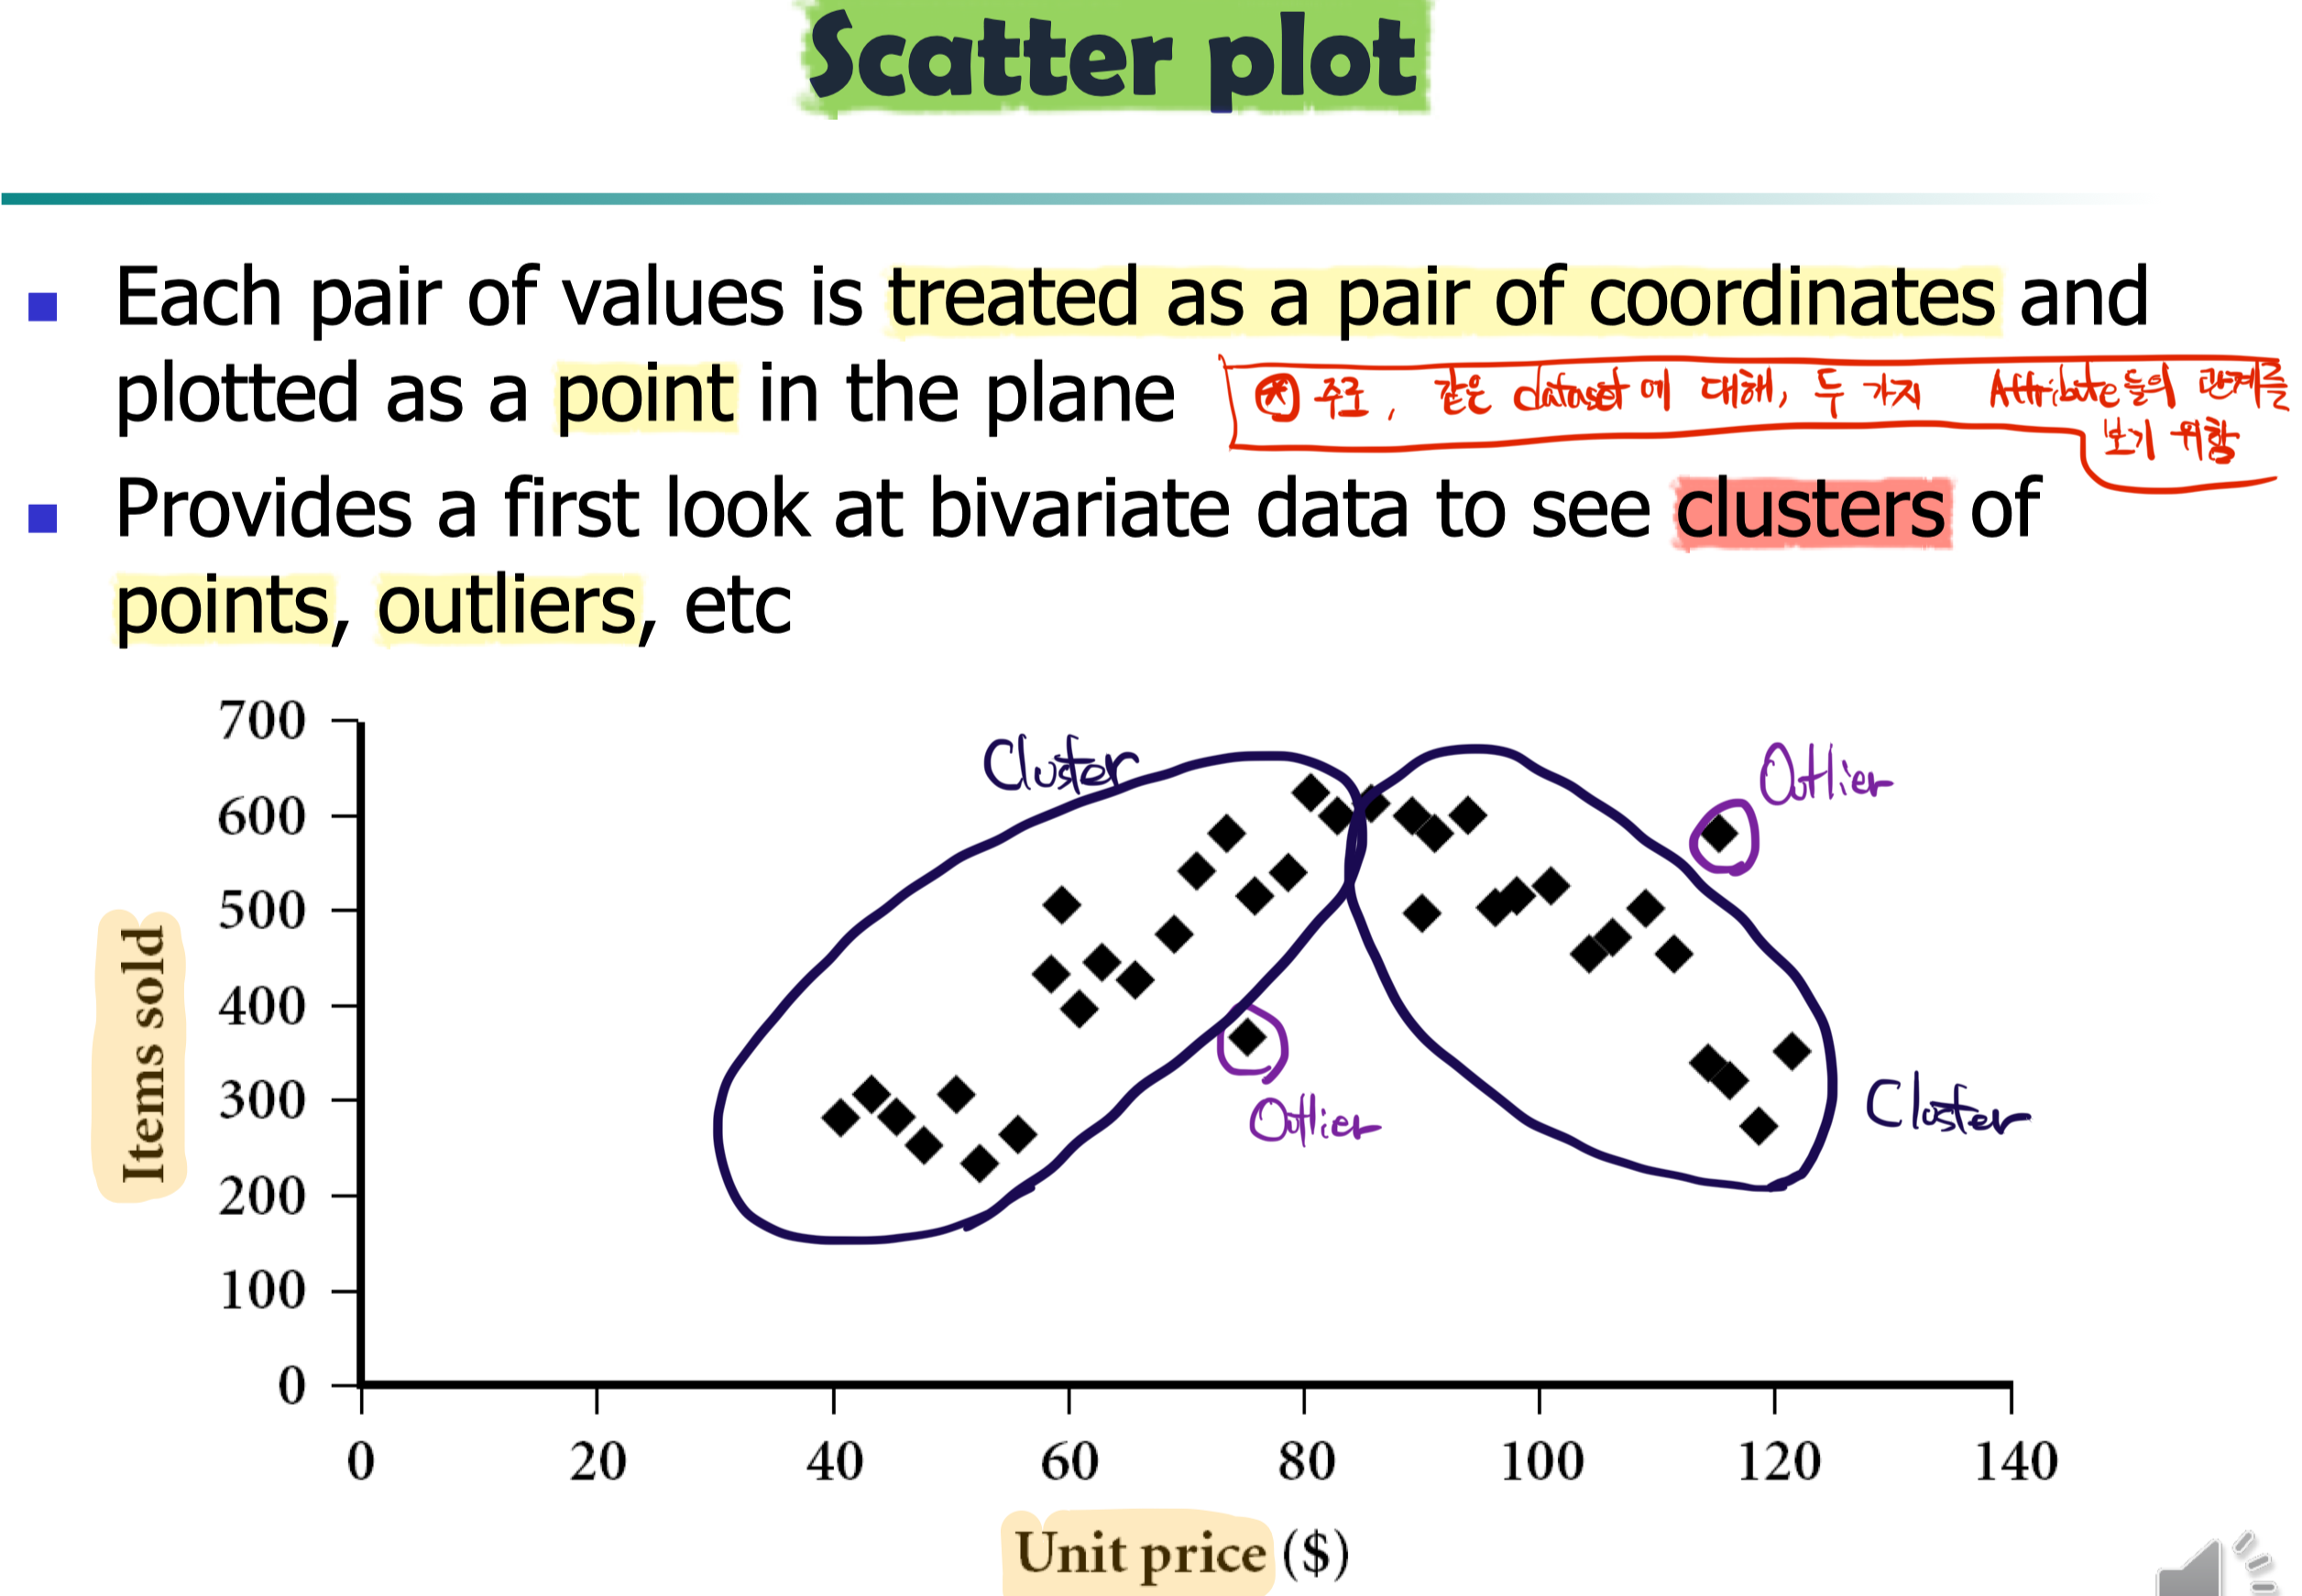 Scatter plot
Each pair of values is treated as a pair of coordinates and
plotted as a point in the plane
주로, 같은 dataset에 대해, 두 가지 Attribute들의 관계를
보기 위함
Provides a first look at bivariate data to see clusters of
points, outliers, etc
700
600
500
400
300
200
100
0
Items sold
Cluster
Outlier
Outlier
Cluster
0 20 40 60 80 100 120 140
Unit price ($)